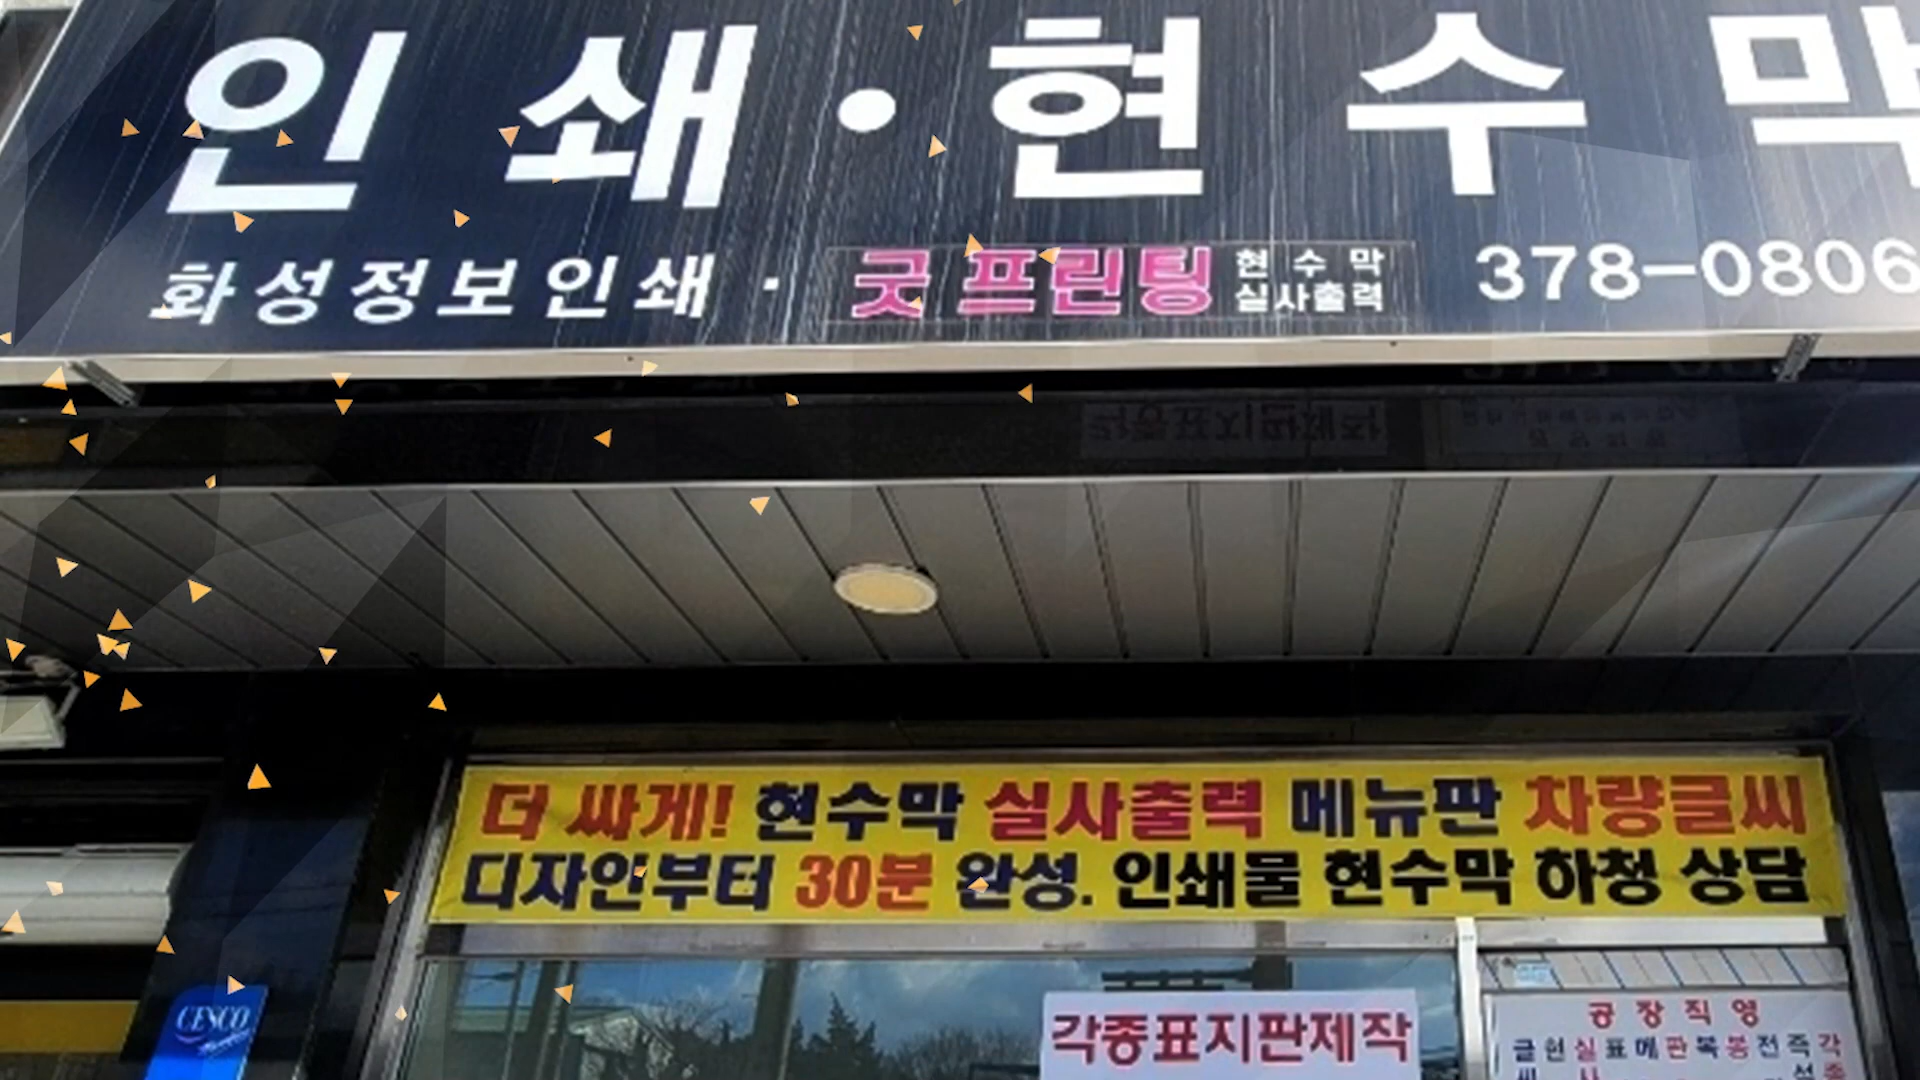 인쇄·현수막
화성정보인쇄 · 굿프린팅 현수막 실사출력 378-0806
더 싸게! 현수막 실사출력 메뉴판 차량글씨
디자인부터 30분 완성. 인쇄물 현수막 하청 상담
CESCO
각종표지판제작
공장직영